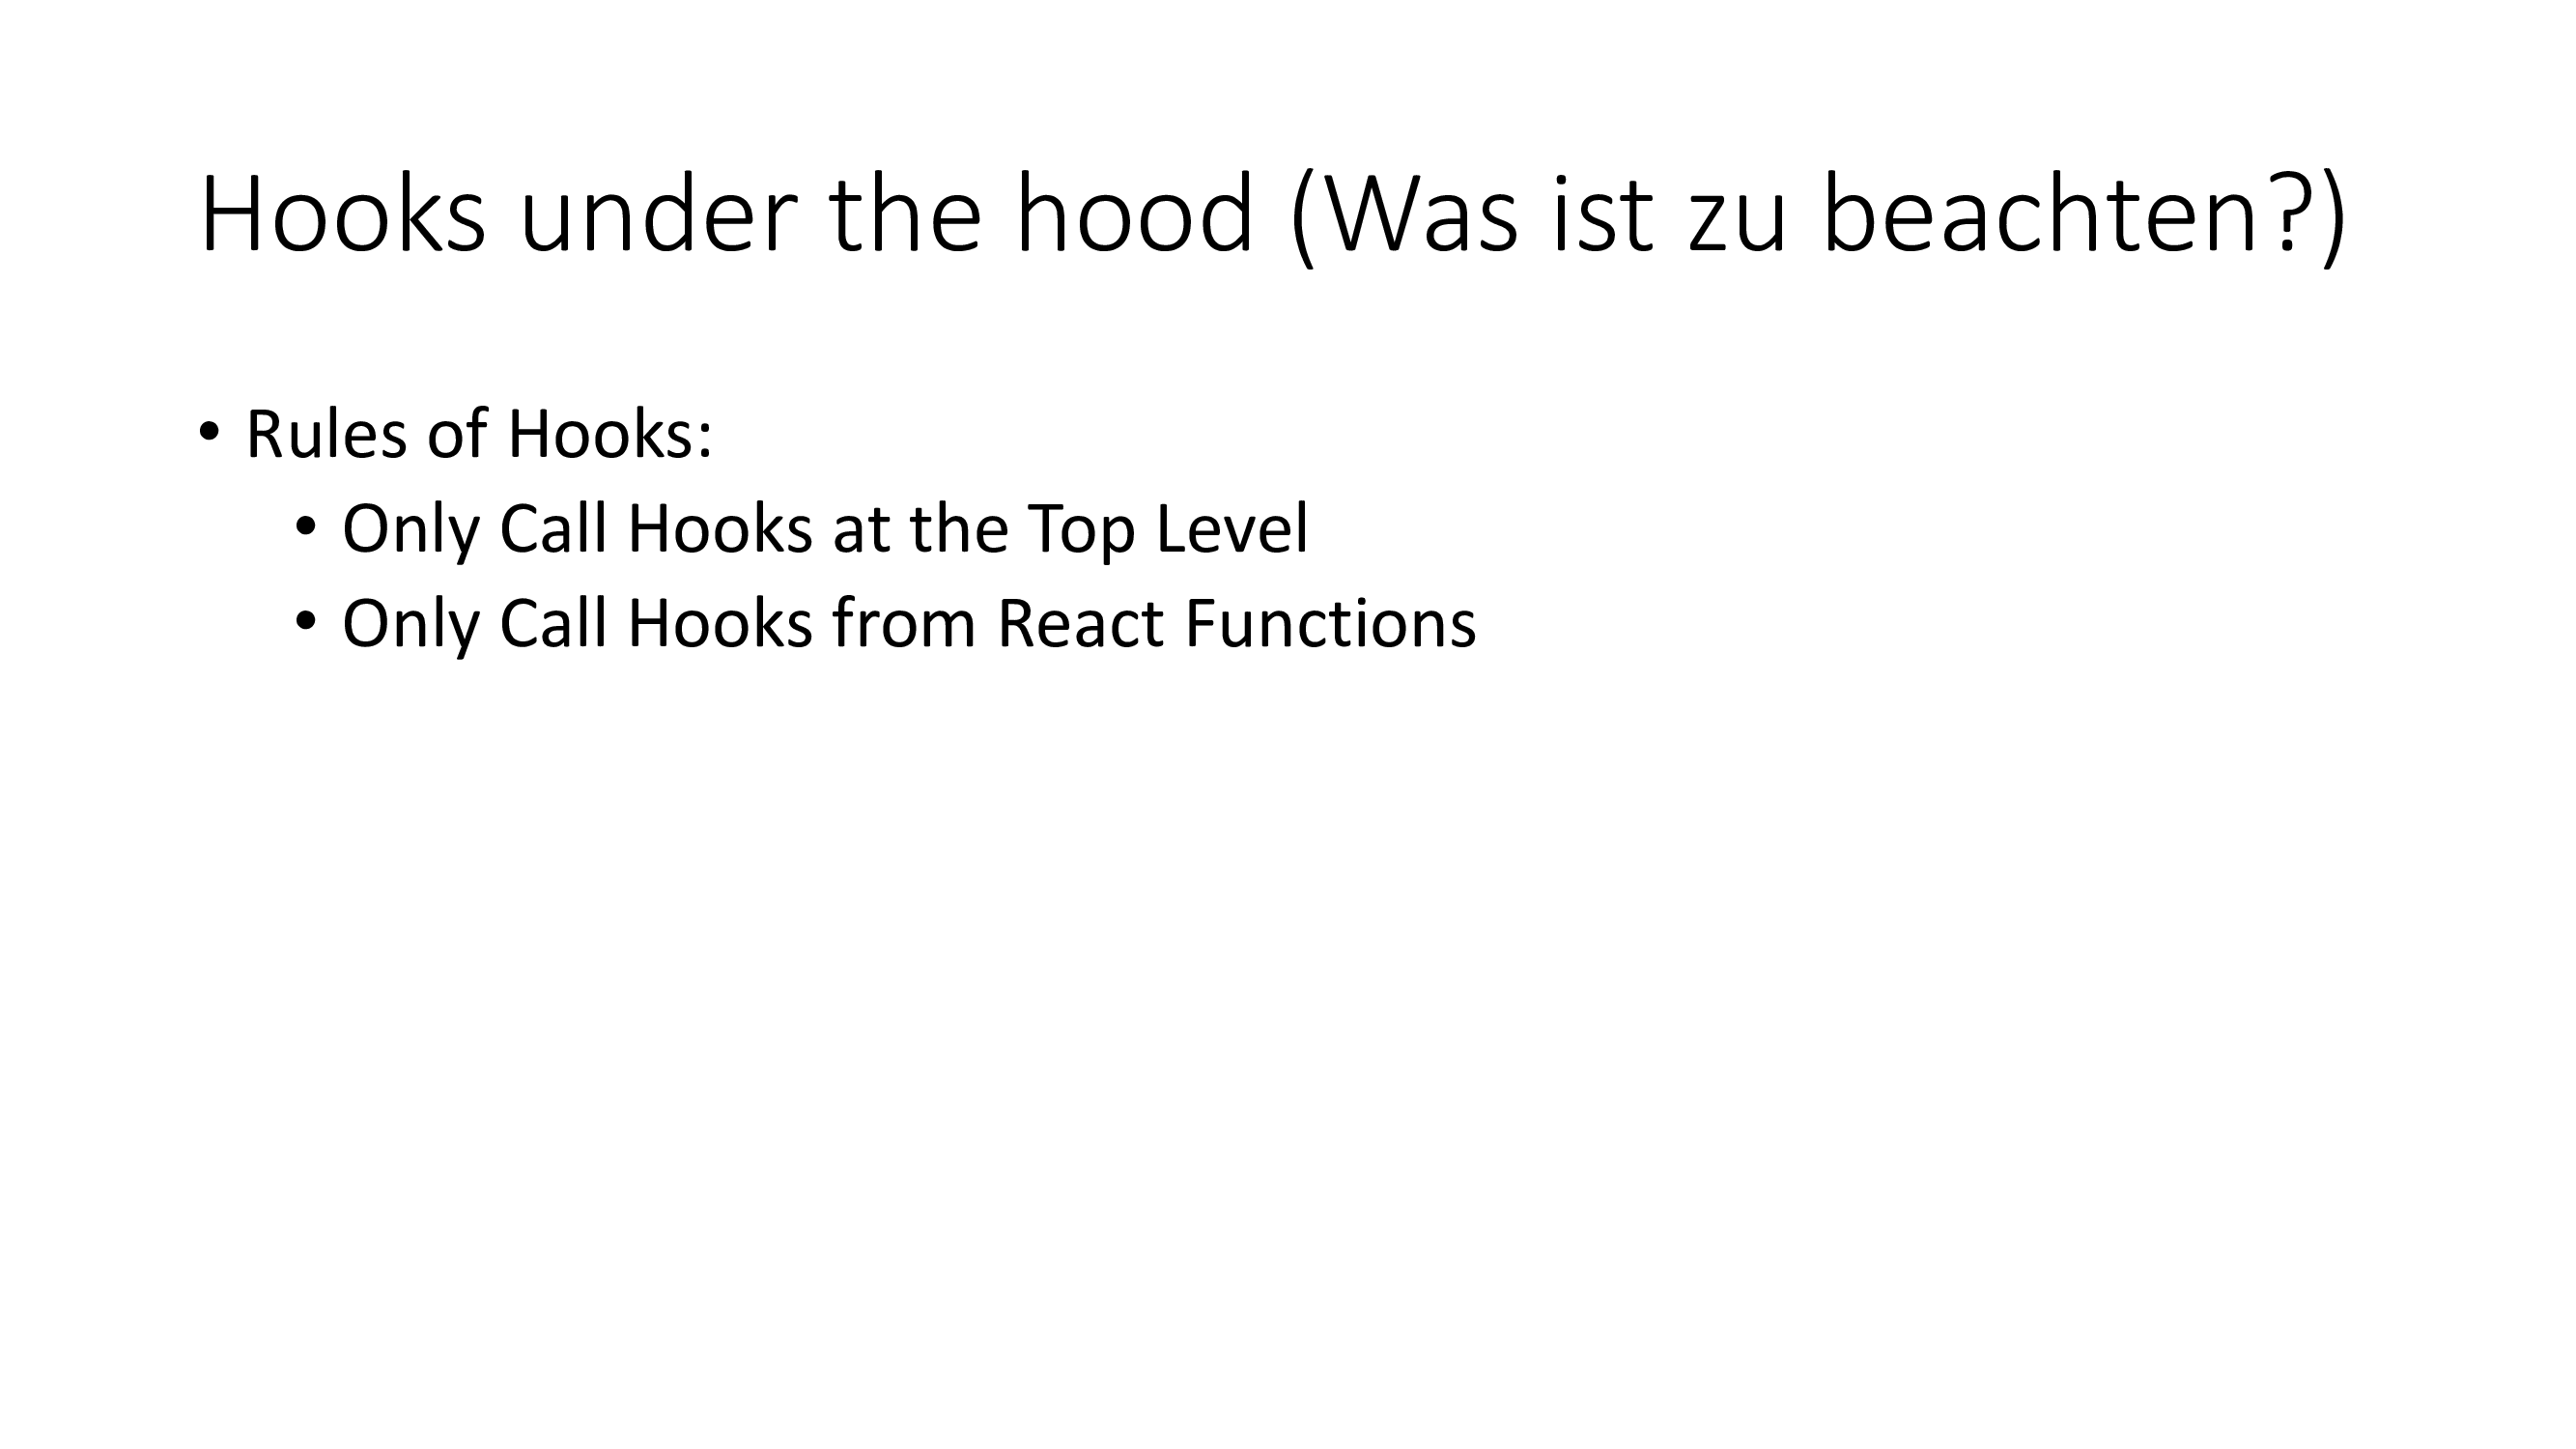 Hooks under the hood (Was ist zu beachten?)
• Rules of Hooks:
• Only Call Hooks at the Top Level
• Only Call Hooks from React Functions